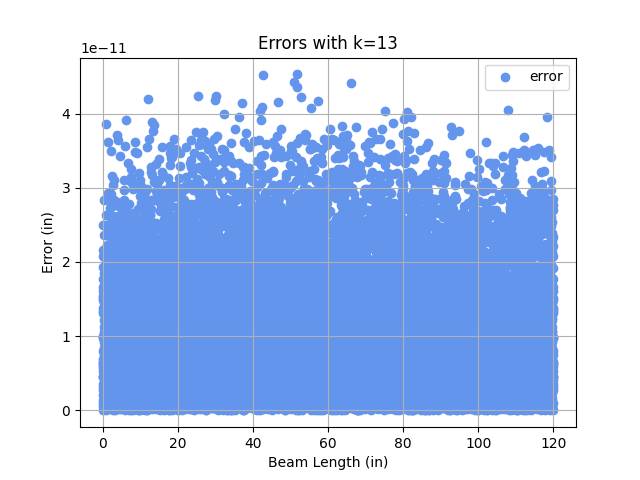 Errors with k=13
1e−11
error
4
3
2
1
0
Error (in)
0 20 40 60 80 100 120
Beam Length (in)